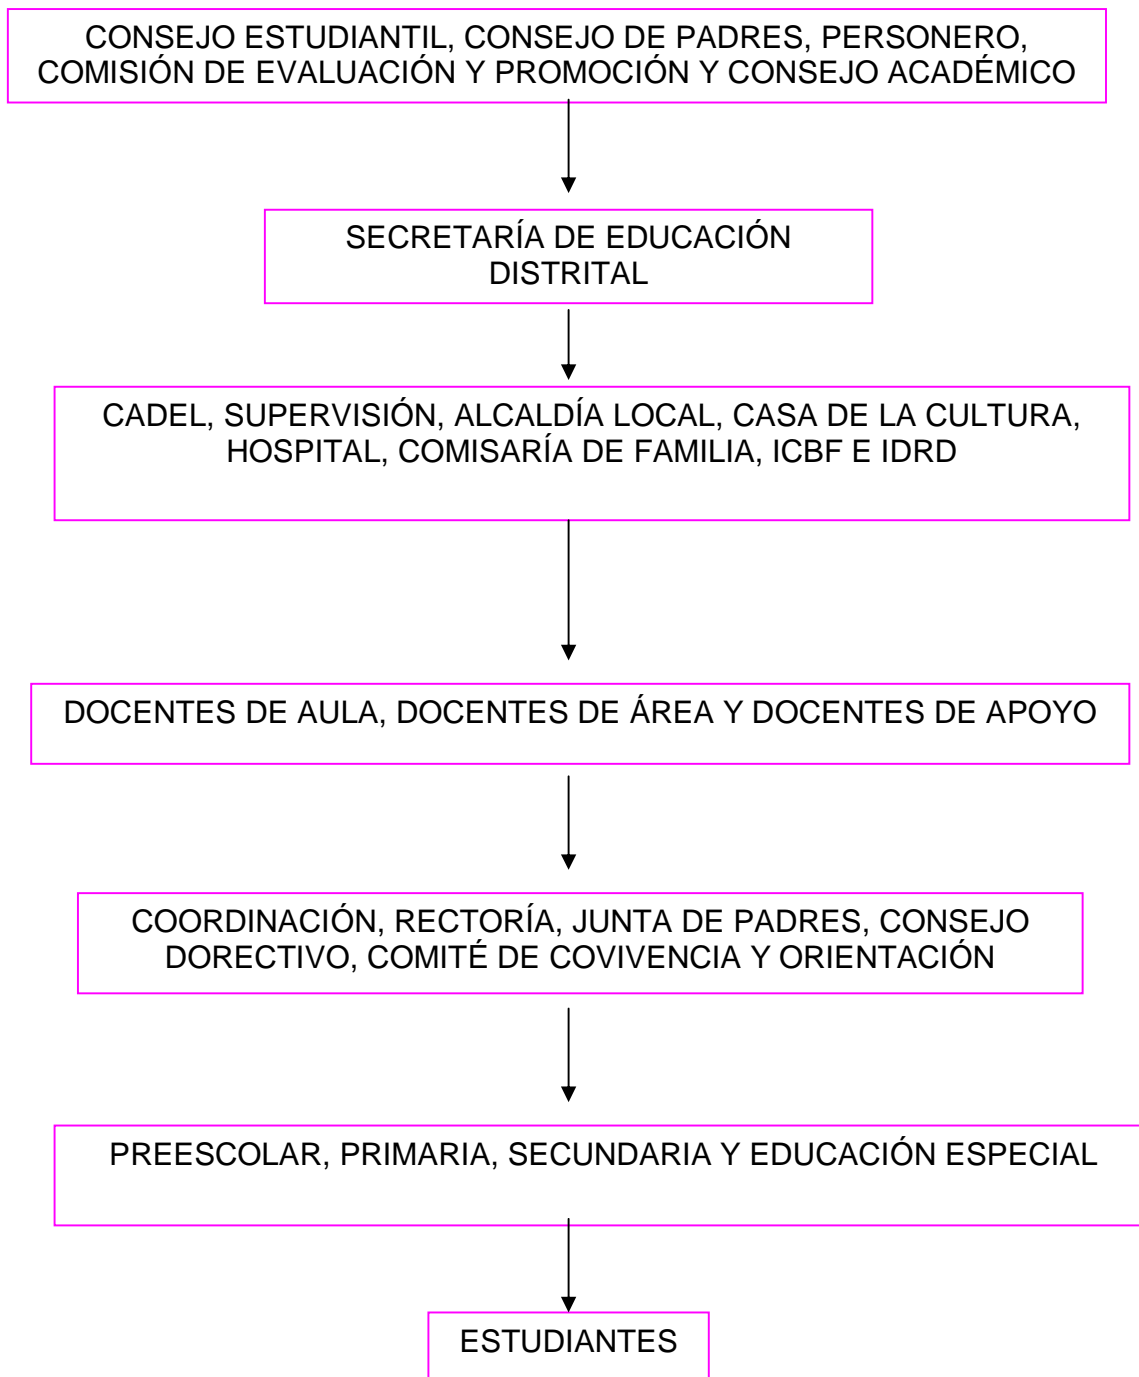 CONSEJO ESTUDIANTIL, CONSEJO DE PADRES, PERSONERO,
COMISIÓN DE EVALUACIÓN Y PROMOCIÓN Y CONSEJO ACADÉMICO
SECRETARÍA DE EDUCACIÓN
DISTRITAL
CADEL, SUPERVISIÓN, ALCALDÍA LOCAL, CASA DE LA CULTURA,
HOSPITAL, COMISARÍA DE FAMILIA, ICBF E IDRD
DOCENTES DE AULA, DOCENTES DE ÁREA Y DOCENTES DE APOYO
COORDINACIÓN, RECTORÍA, JUNTA DE PADRES, CONSEJO
DORECTIVO, COMITÉ DE COVIVENCIA Y ORIENTACIÓN
PREESCOLAR, PRIMARIA, SECUNDARIA Y EDUCACIÓN ESPECIAL
ESTUDIANTES